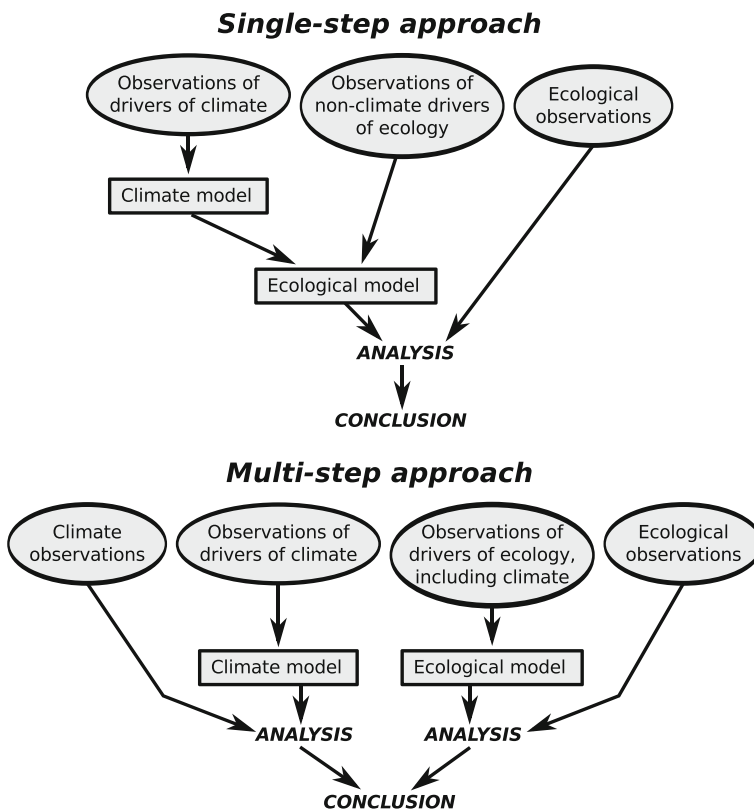 Single-step approach
Observations of
drivers of climate
Observations of
non-climate drivers
of ecology
Ecological
observations
Climate model
Ecological model
ANALYSIS
CONCLUSION
Multi-step approach
Climate
observations
Observations of
drivers of climate
Observations of
drivers of ecology,
including climate
Ecological
observations
Climate model
Ecological model
ANALYSIS
ANALYSIS
CONCLUSION